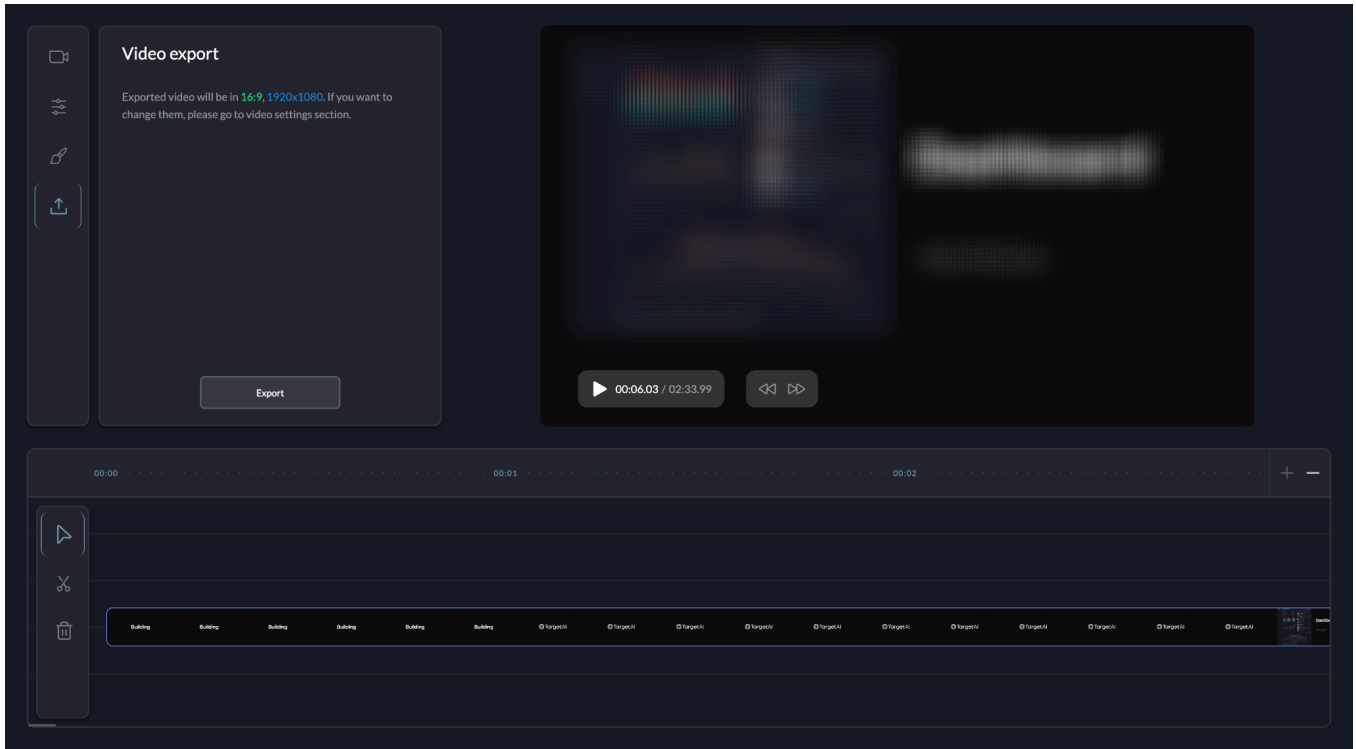 Video export
Exported video will be in 16:9, 1920x1080. If you want to
change them, please go to video settings section.
Export
00:06.03 / 02:33.99
00:00
00:01
00:02
Building Building Building Building Building Building TargetAI TargetAI TargetAI TargetAI TargetAI TargetAI TargetAI TargetAI TargetAI TargetAI TargetAI